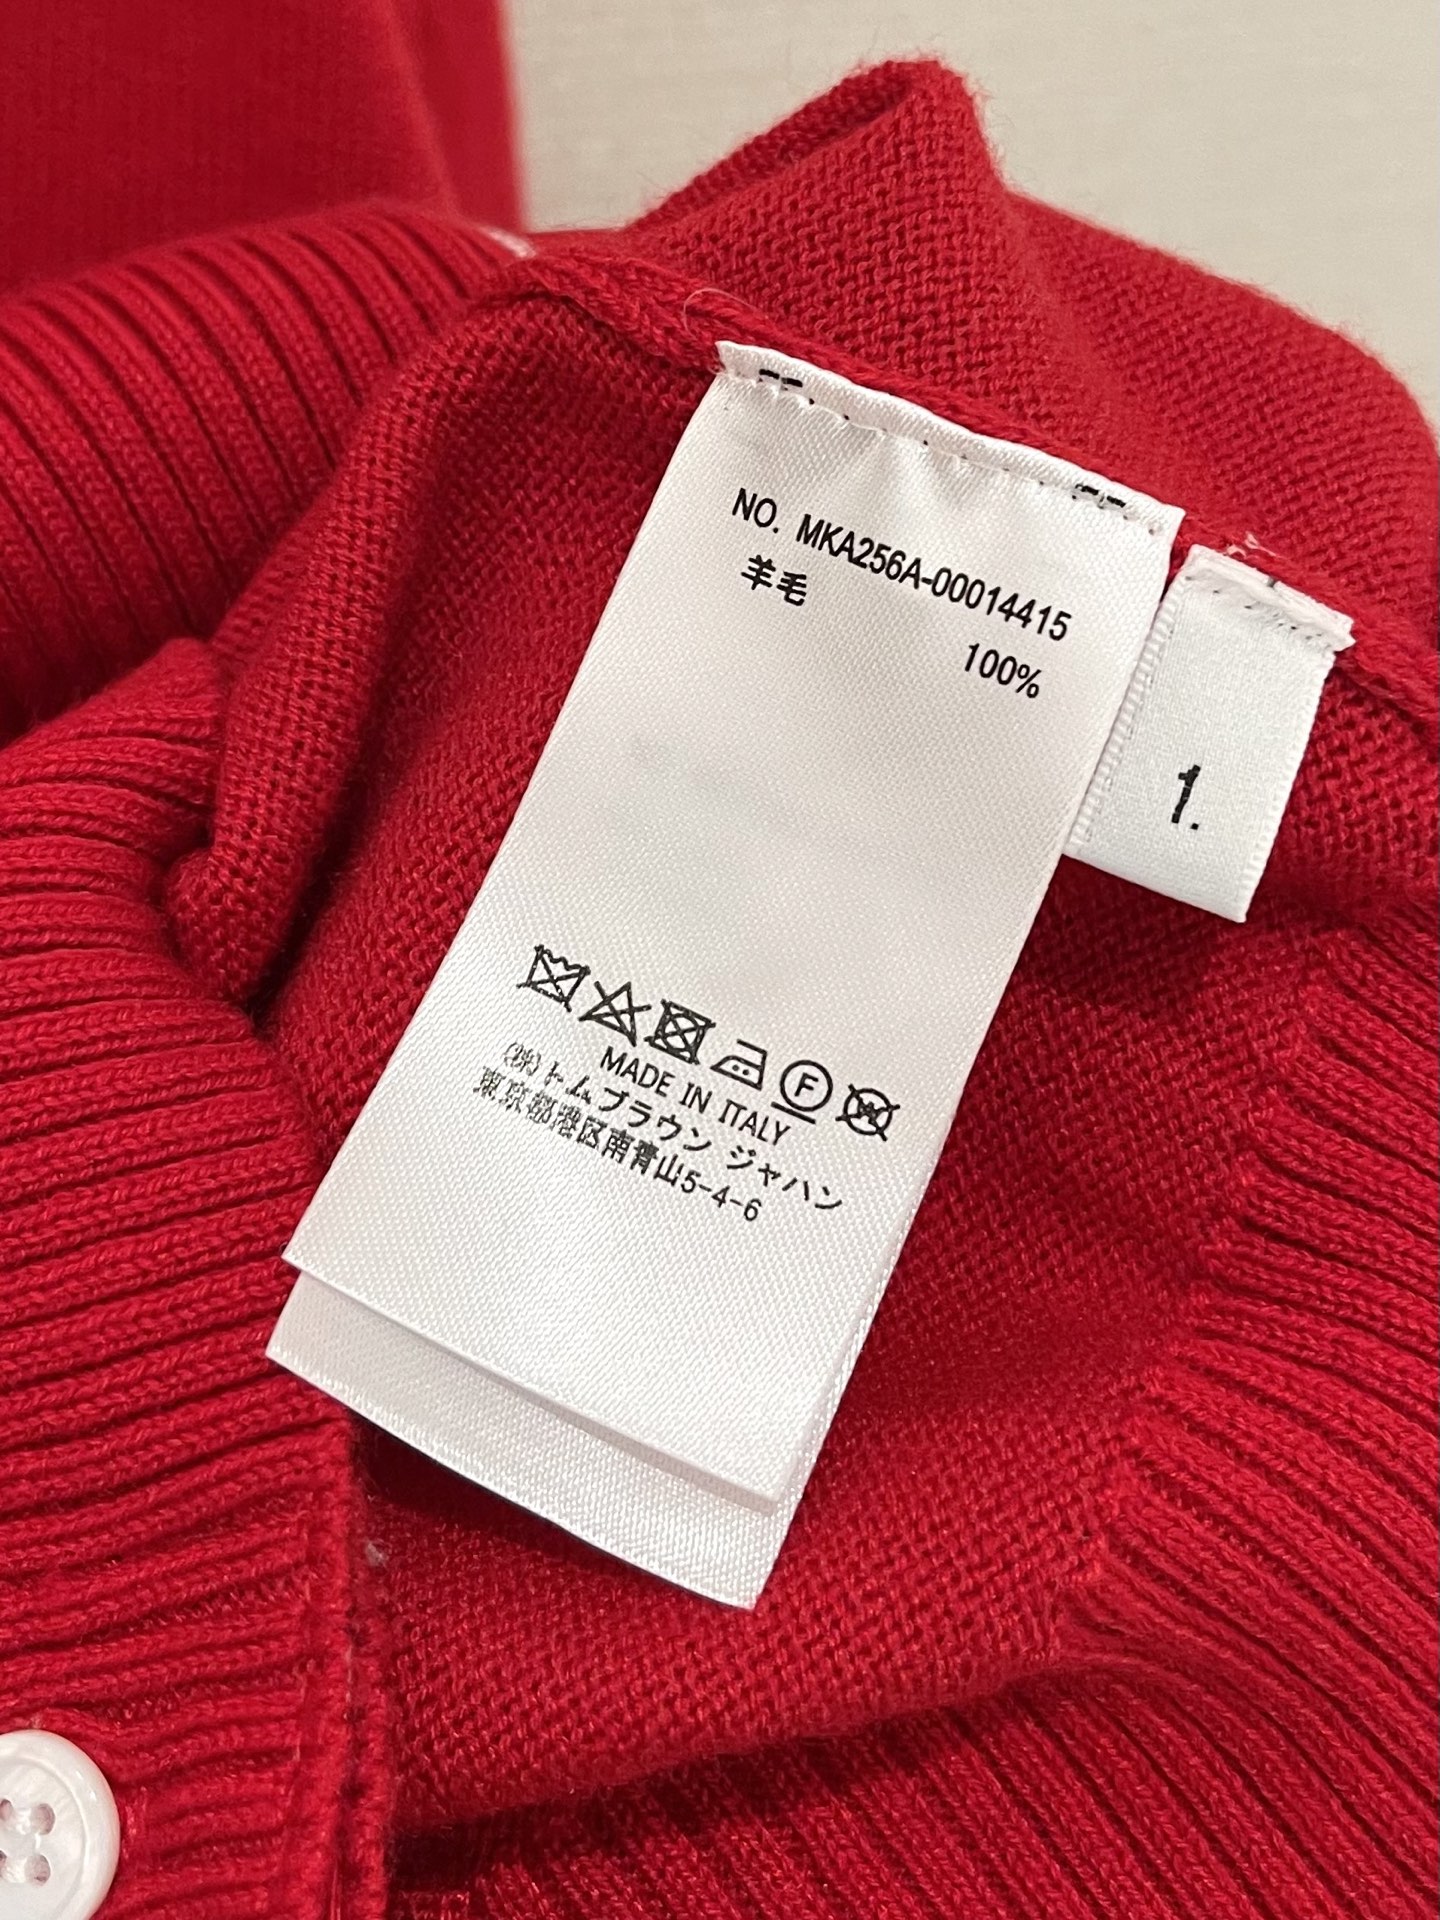 NO. MKA256A-00014415
羊毛
100%
1.
F
W
MADE IN ITALY
(株)トムブラウン ジャパン
東京都港区南青山5-4-6